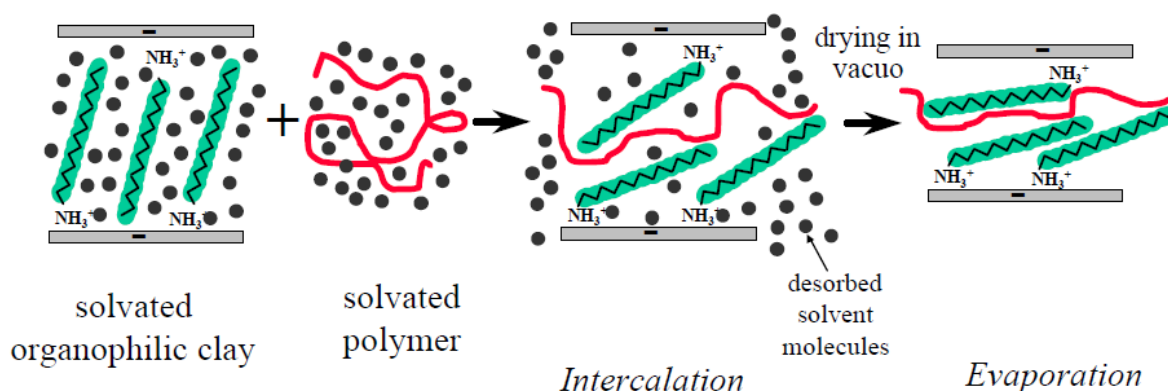 -
NH₃⁺
NH₃⁺
NH₃⁺
-
solvated
organophilic clay
+
solvated
polymer
-
NH₃⁺
NH₃⁺
NH₃⁺
-
desorbed
solvent
molecules
Intercalation
drying in
vacuo
-
NH₃⁺
NH₃⁺
NH₃⁺
-
Evaporation